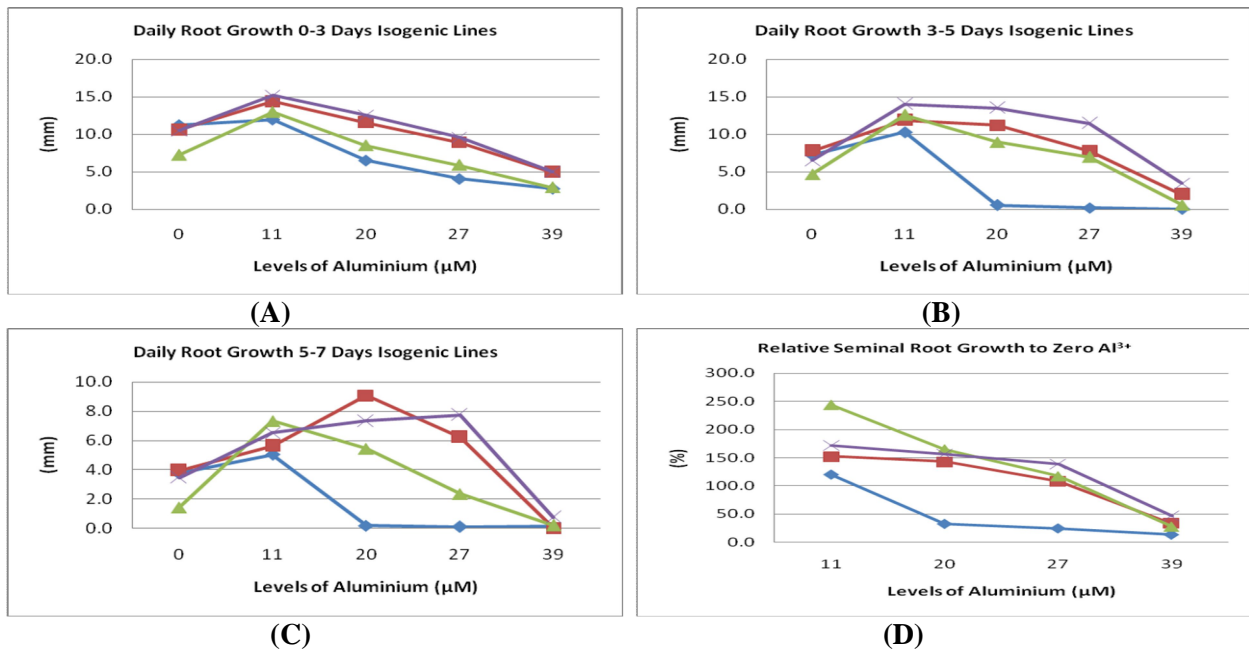 Daily Root Growth 0-3 Days Isogenic Lines
20.0
15.0
10.0
5.0
0.0
(mm)
0 11 20 27 39
Levels of Aluminium (µM)
(A)
Daily Root Growth 3-5 Days Isogenic Lines
20.0
15.0
10.0
5.0
0.0
(mm)
0 11 20 27 39
Levels of Aluminium (µM)
(B)
Daily Root Growth 5-7 Days Isogenic Lines
10.0
8.0
6.0
4.0
2.0
0.0
(mm)
0 11 20 27 39
Levels of Aluminium (µM)
(C)
Relative Seminal Root Growth to Zero Al³⁺
300.0
250.0
200.0
150.0
100.0
50.0
0.0
(%)
11 20 27 39
Levels of Aluminium (µM)
(D)